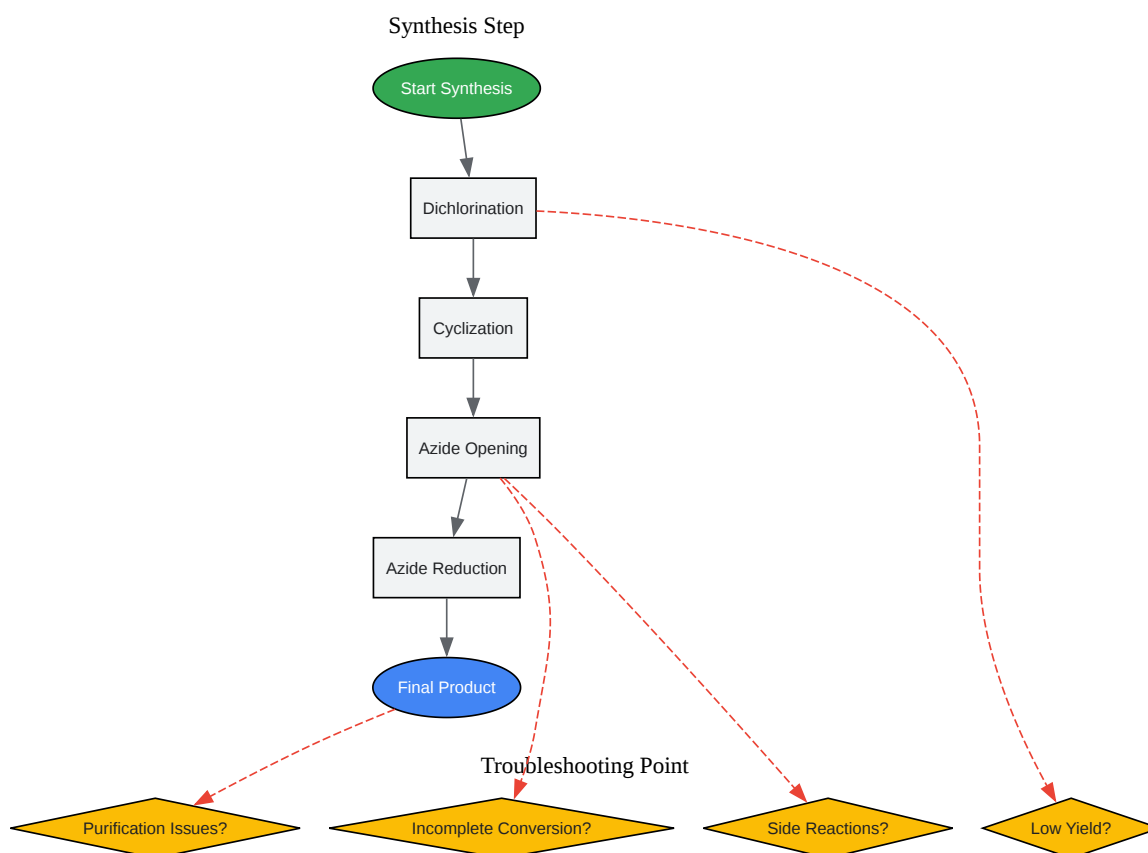 Synthesis Step
Start Synthesis
Dichlorination
Cyclization
Azide Opening
Azide Reduction
Final Product
Troubleshooting Point
Purification Issues?
Incomplete Conversion?
Side Reactions?
Low Yield?